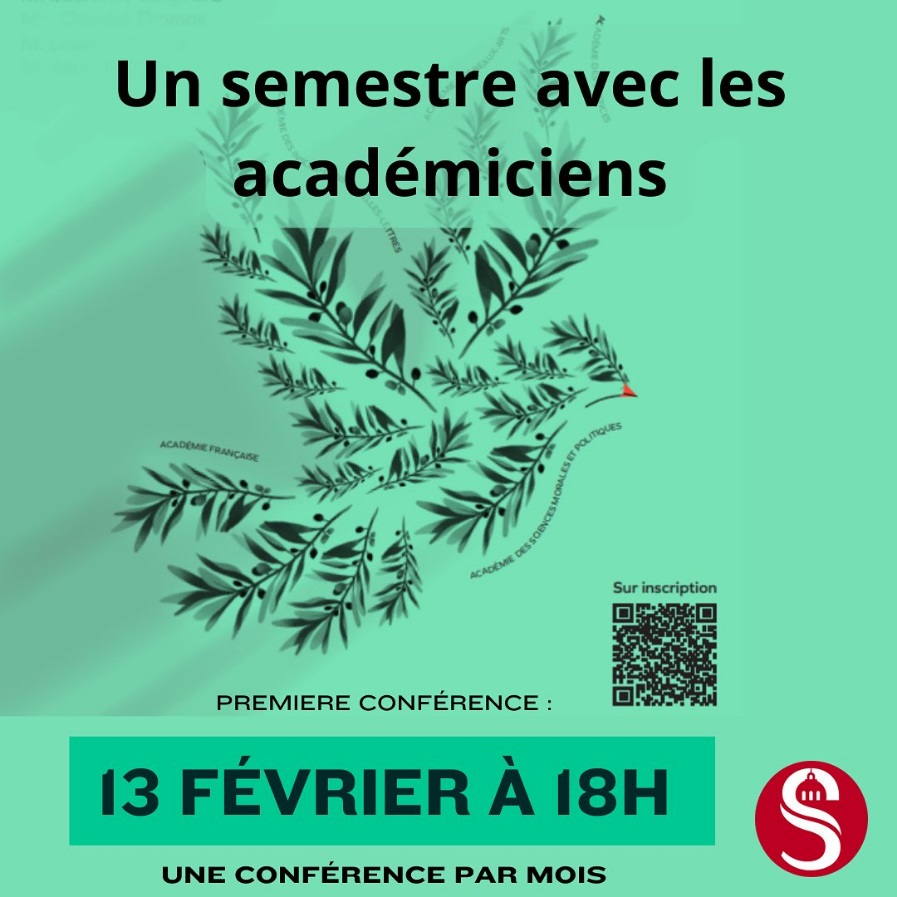 Un semestre avec les
académiciens
ACADÉMIE FRANÇAISE
ACADÉMIE DES SCIENCES MORALES ET POLITIQUES
Sur inscription
PREMIERE CONFÉRENCE :
13 FÉVRIER À 18H
UNE CONFÉRENCE PAR MOIS